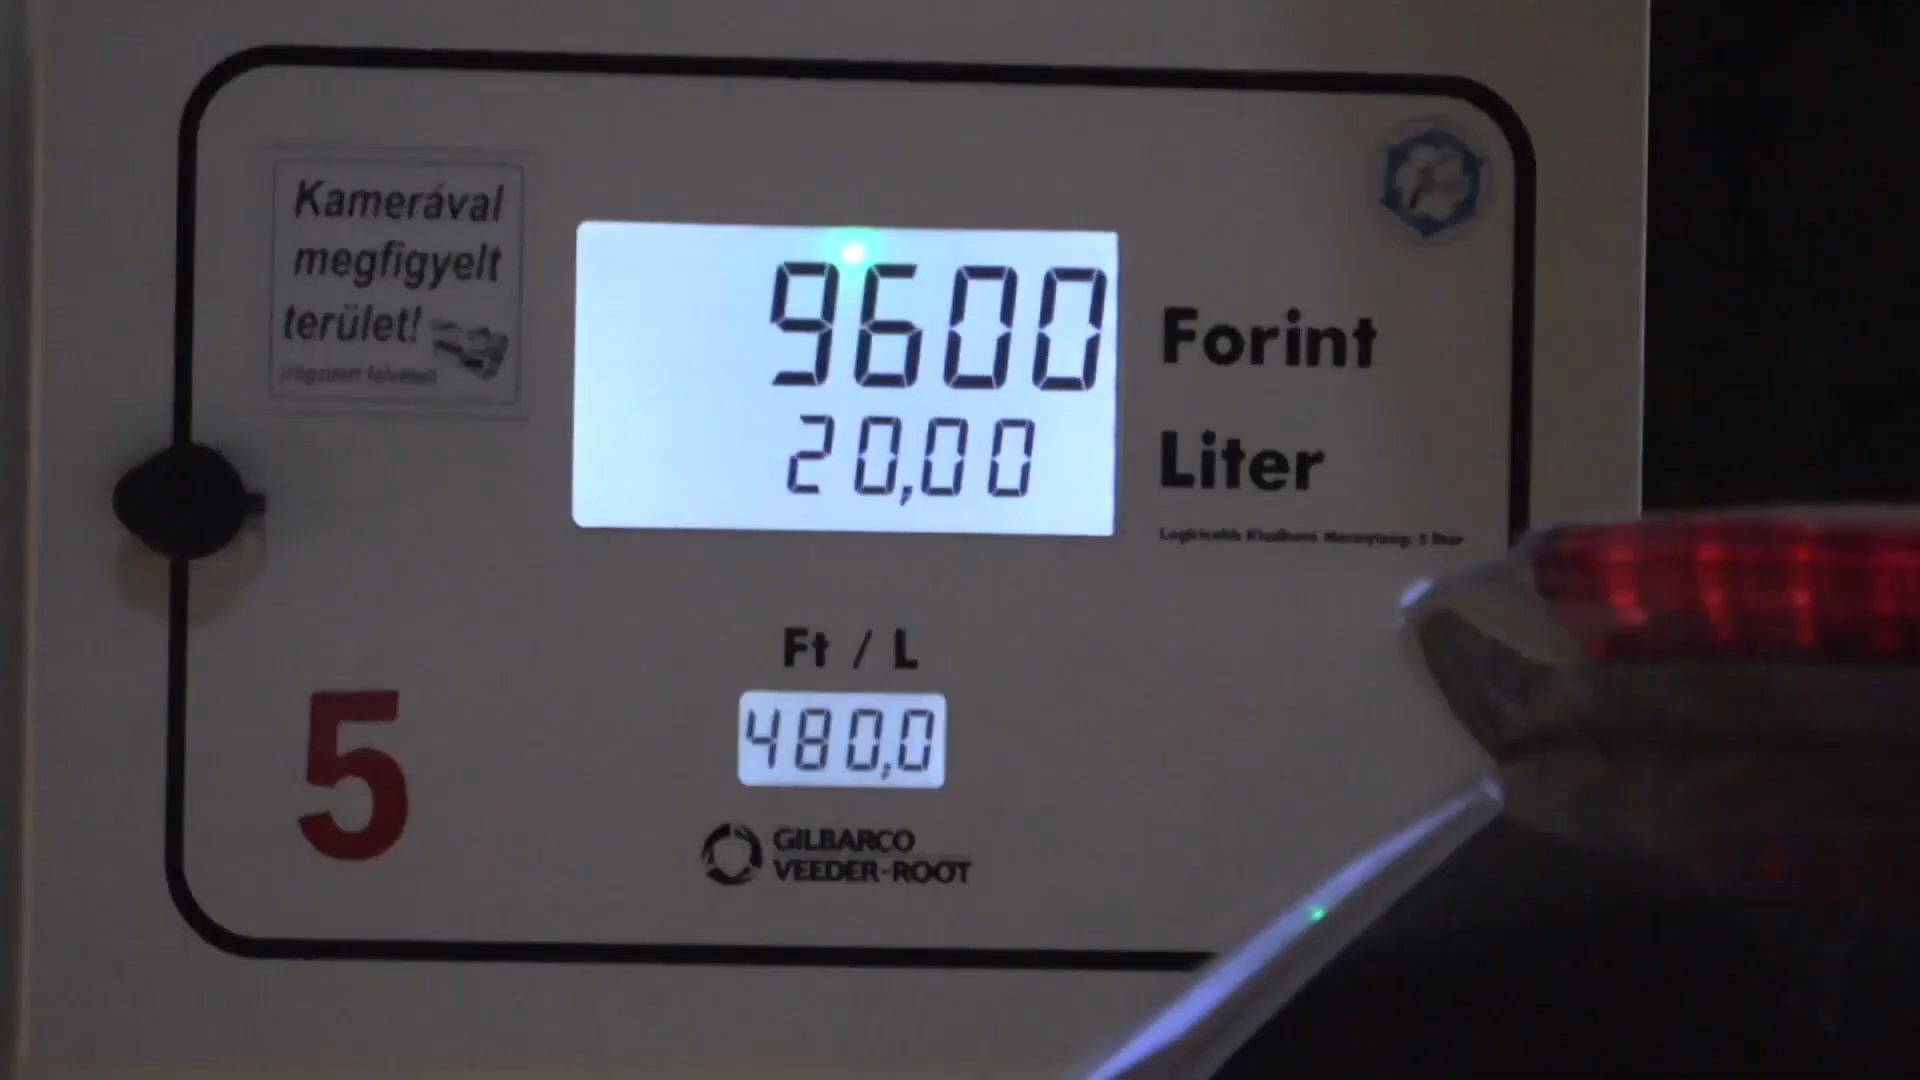 Kamerával
megfigyelt
terület!
9600
Forint
20,00
Liter
Ft / L
480,0
5
GILBARCO
VEEDER-ROOT